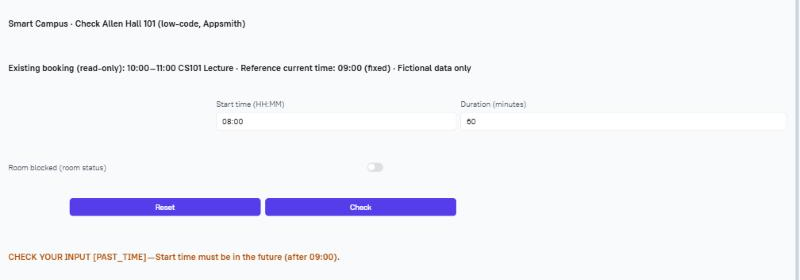 Smart Campus · Check Allen Hall 101 (low-code, Appsmith)
Existing booking (read-only): 10:00–11:00 CS101 Lecture · Reference current time: 09:00 (fixed) · Fictional data only
Start time (HH:MM) Duration (minutes)
08:00 60
Room blocked (room status)
Reset Check
CHECK YOUR INPUT [PAST_TIME]—Start time must be in the future (after 09:00).